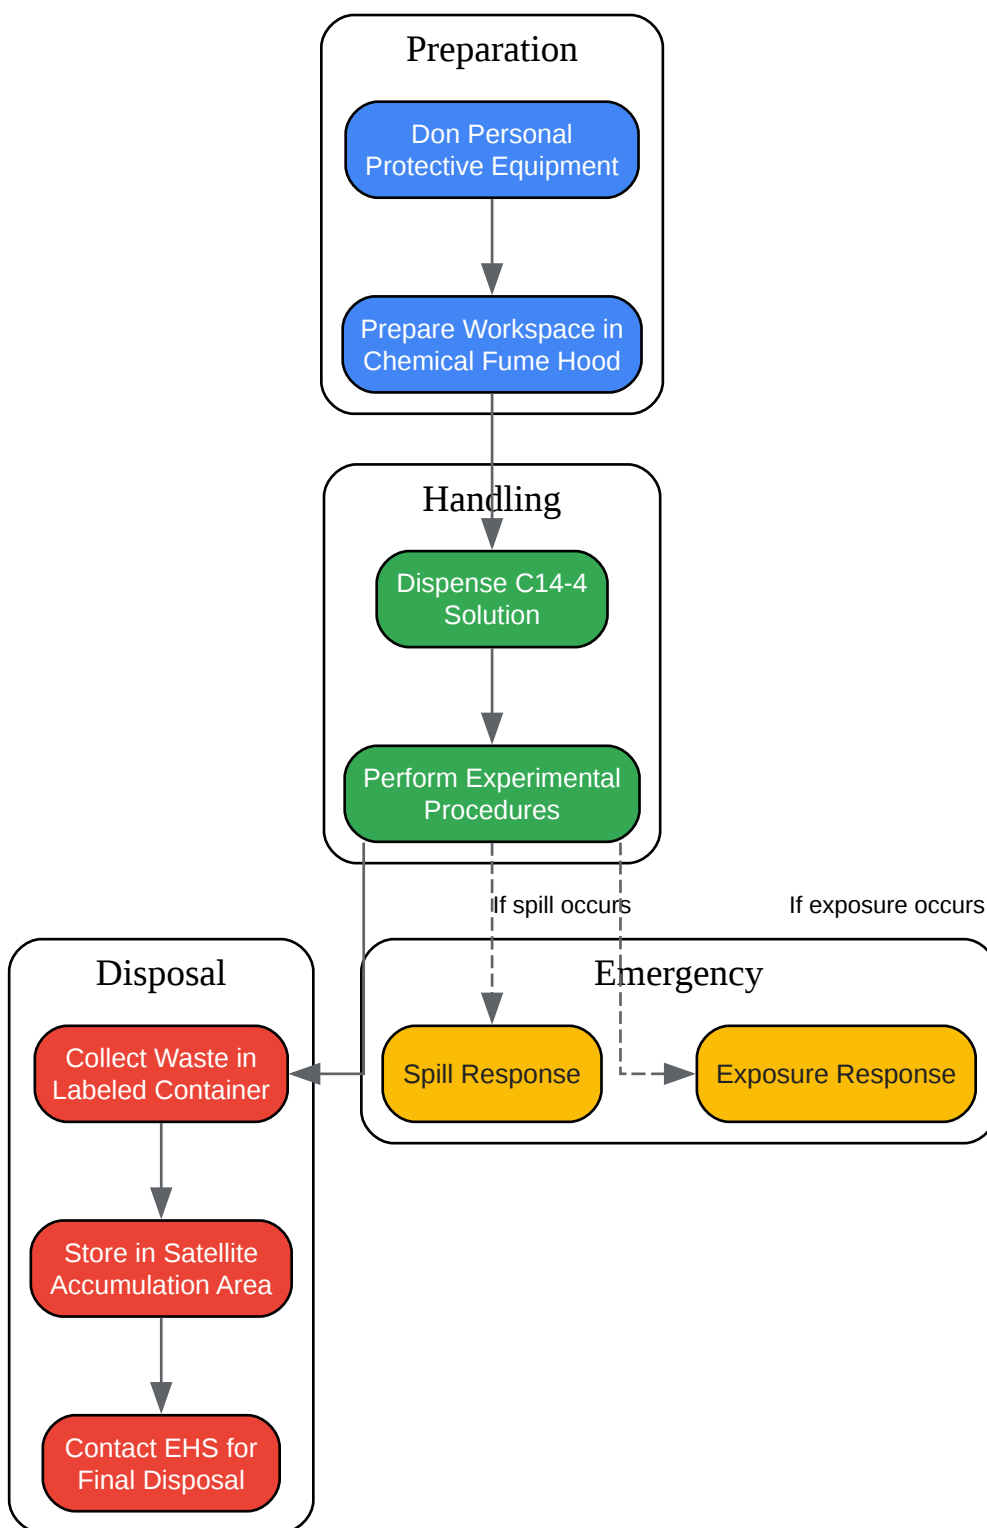 Preparation
Don Personal
Protective Equipment
Prepare Workspace in
Chemical Fume Hood
Handling
Dispense C14-4
Solution
Perform Experimental
Procedures
If spill occurs
If exposure occurs
Disposal
Collect Waste in
Labeled Container
Store in Satellite
Accumulation Area
Contact EHS for
Final Disposal
Emergency
Spill Response
Exposure Response